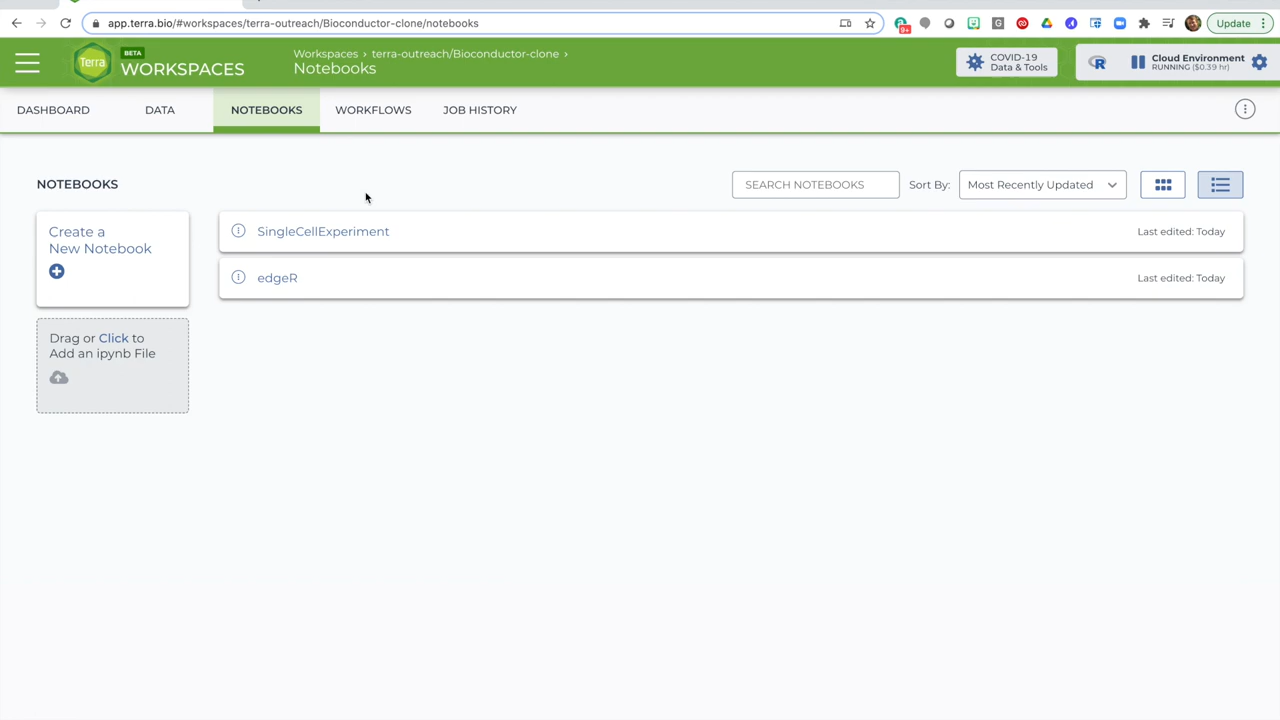 app.terra.bio/#workspaces/terra-outreach/Bioconductor-clone/notebooks
9+
G
Update
Terra
BETA
WORKSPACES
Workspaces › terra-outreach/Bioconductor-clone ›
Notebooks
COVID-19
Data & Tools
R
Cloud Environment
RUNNING ($0.39 hr)
DASHBOARD
DATA
NOTEBOOKS
WORKFLOWS
JOB HISTORY
NOTEBOOKS
SEARCH NOTEBOOKS
Sort By:
Most Recently Updated
Create a
New Notebook
SingleCellExperiment
Last edited: Today
edgeR
Last edited: Today
Drag or Click to
Add an ipynb File